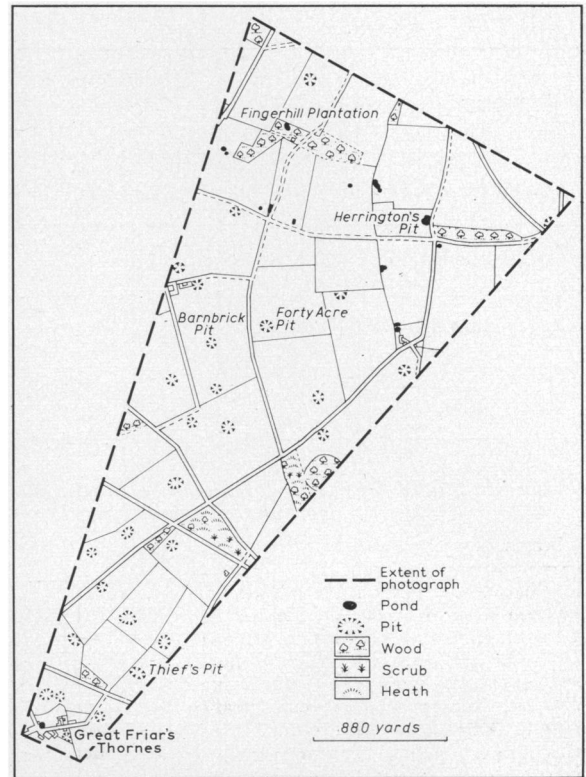 Fingerhill Plantation
Herrington's
Pit
Barnbrick
Pit
Forty Acre
Pit
Extent of
photograph
Pond
Pit
Wood
Scrub
Heath
Thief's Pit
880 yards
Great Friar's
Thornes